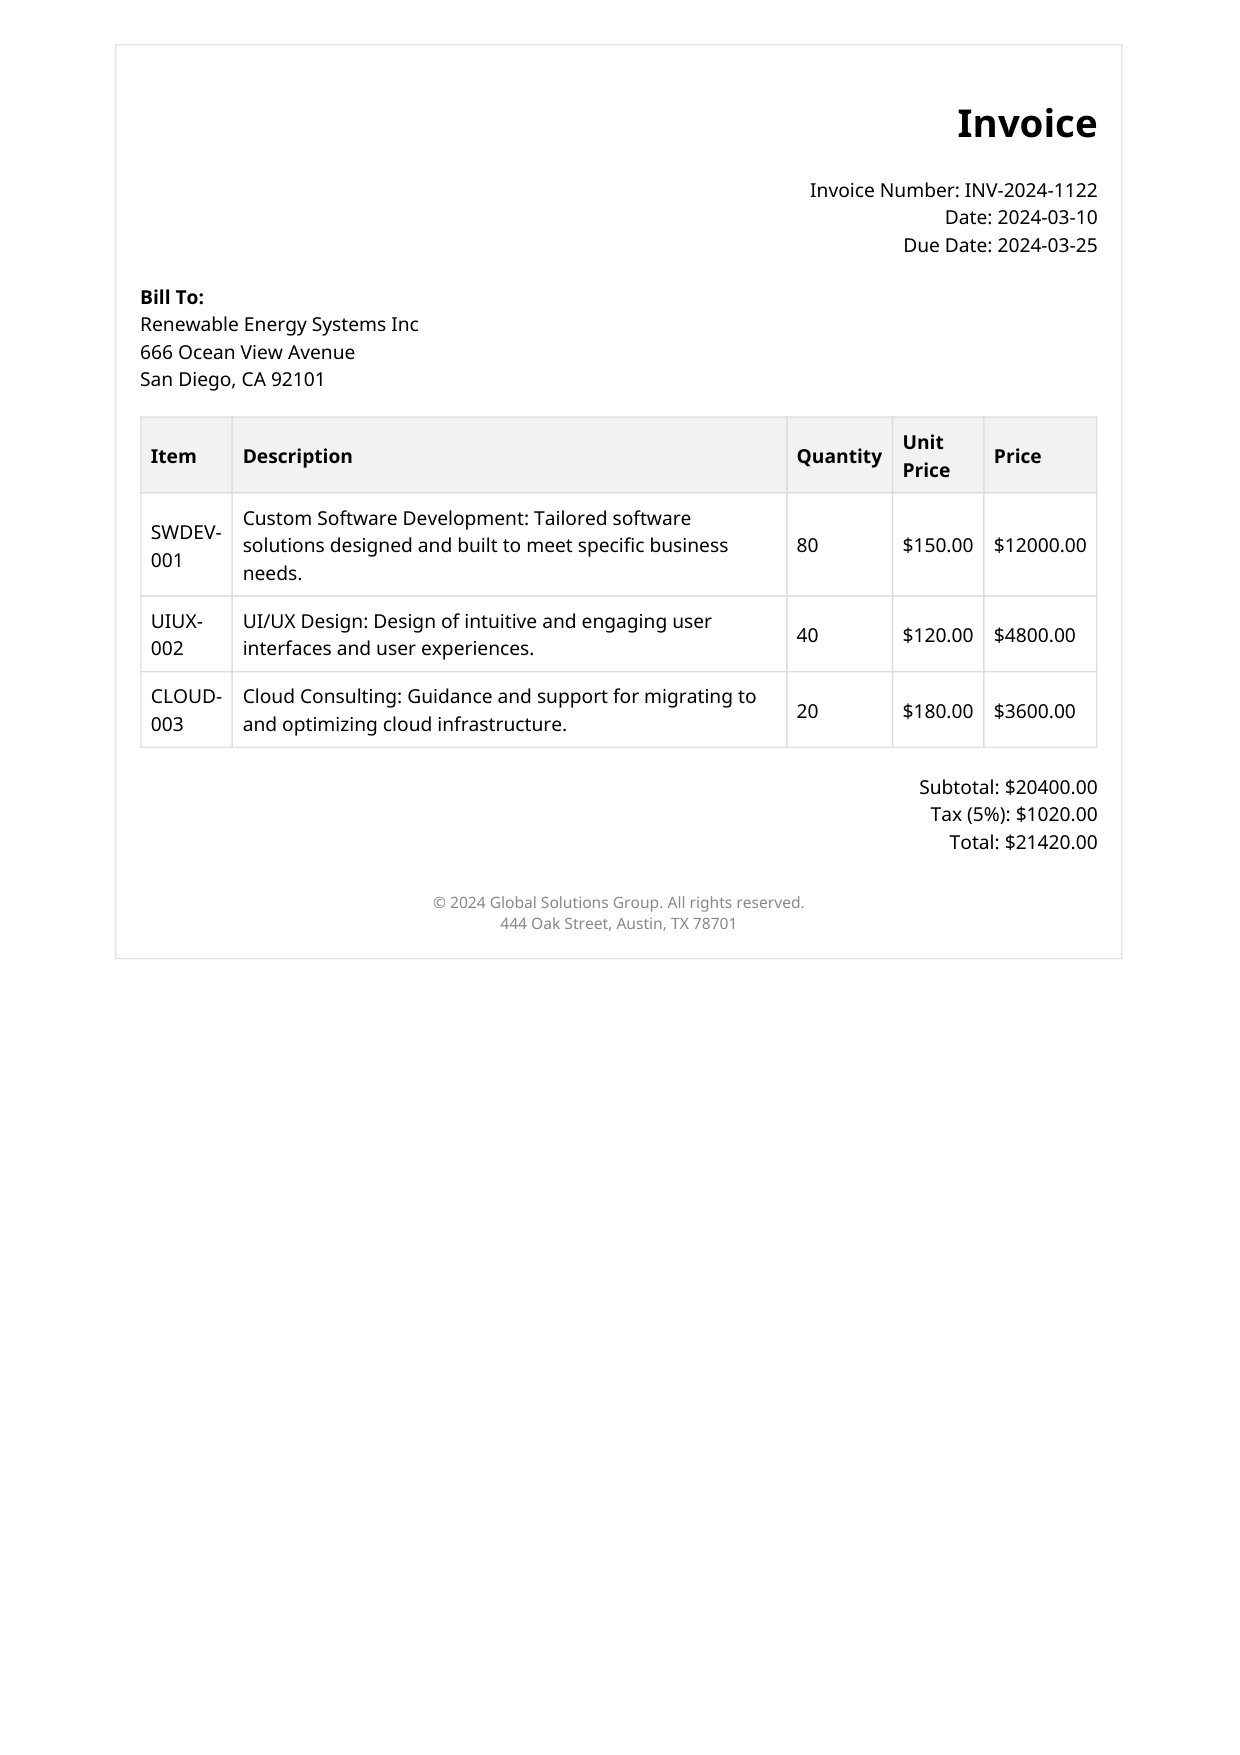 Invoice
Invoice Number: INV-2024-1122
Date: 2024-03-10
Due Date: 2024-03-25
Bill To:
Renewable Energy Systems Inc
666 Ocean View Avenue
San Diego, CA 92101
Item Description Quantity Unit Price Price
SWDEV-001 Custom Software Development: Tailored software solutions designed and built to meet specific business needs. 80 $150.00 $12000.00
UIUX-002 UI/UX Design: Design of intuitive and engaging user interfaces and user experiences. 40 $120.00 $4800.00
CLOUD-003 Cloud Consulting: Guidance and support for migrating to and optimizing cloud infrastructure. 20 $180.00 $3600.00
Subtotal: $20400.00
Tax (5%): $1020.00
Total: $21420.00
© 2024 Global Solutions Group. All rights reserved.
444 Oak Street, Austin, TX 78701